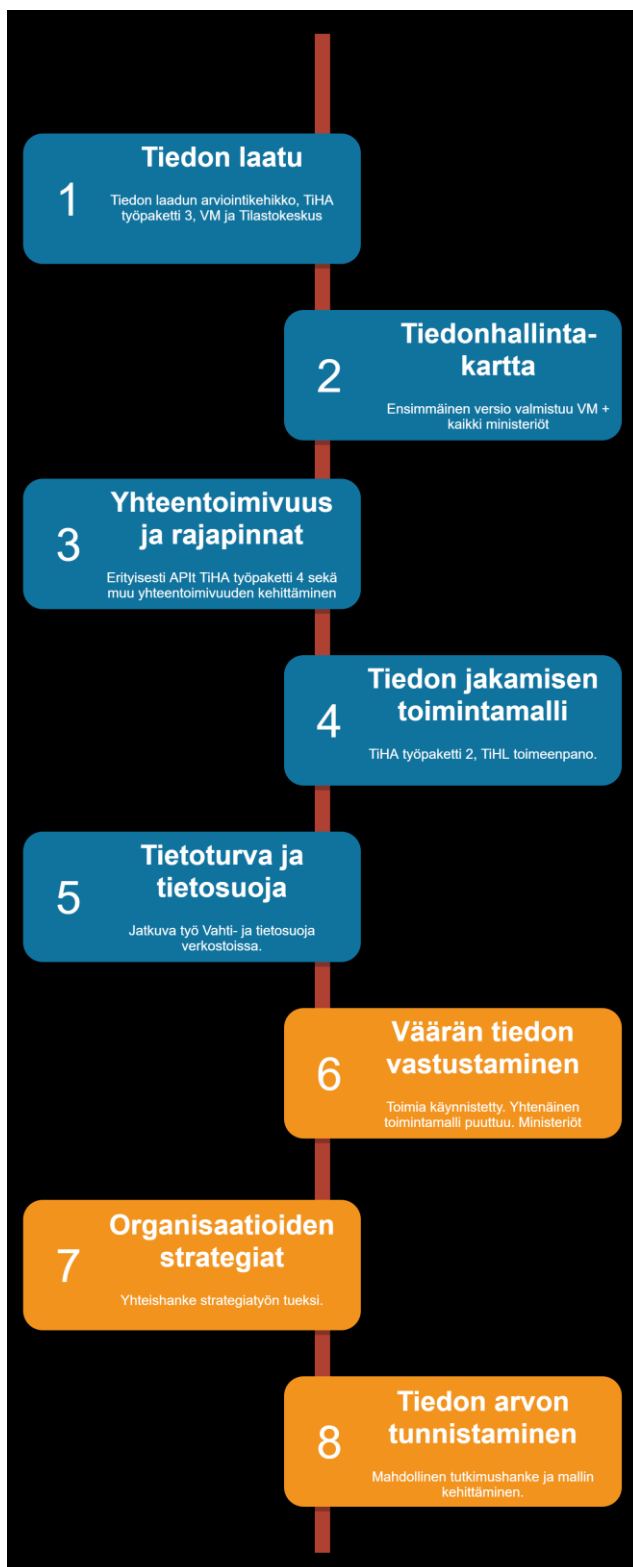 1
Tiedon laatu
Tiedon laadun arviointikehikko, TiHA
työpaketti 3, VM ja Tilastokeskus
2
Tiedonhallinta-
kartta
Ensimmäinen versio valmistuu VM +
kaikki ministeriöt
3
Yhteentoimivuus
ja rajapinnat
Erityisesti APIt TiHA työpaketti 4 sekä
muu yhteentoimivuuden kehittäminen
4
Tiedon jakamisen
toimintamalli
TiHA työpaketti 2, TiHL toimeenpano.
5
Tietoturva ja
tietosuoja
Jatkuva työ Vahti- ja tietosuoja
verkostoissa.
6
Väärän tiedon
vastustaminen
Toimia käynnistetty. Yhtenäinen
toimintamalli puuttuu. Ministeriöt
7
Organisaatioiden
strategiat
Yhteishanke strategiatyön tueksi.
8
Tiedon arvon
tunnistaminen
Mahdollinen tutkimushanke ja mallin
kehittäminen.